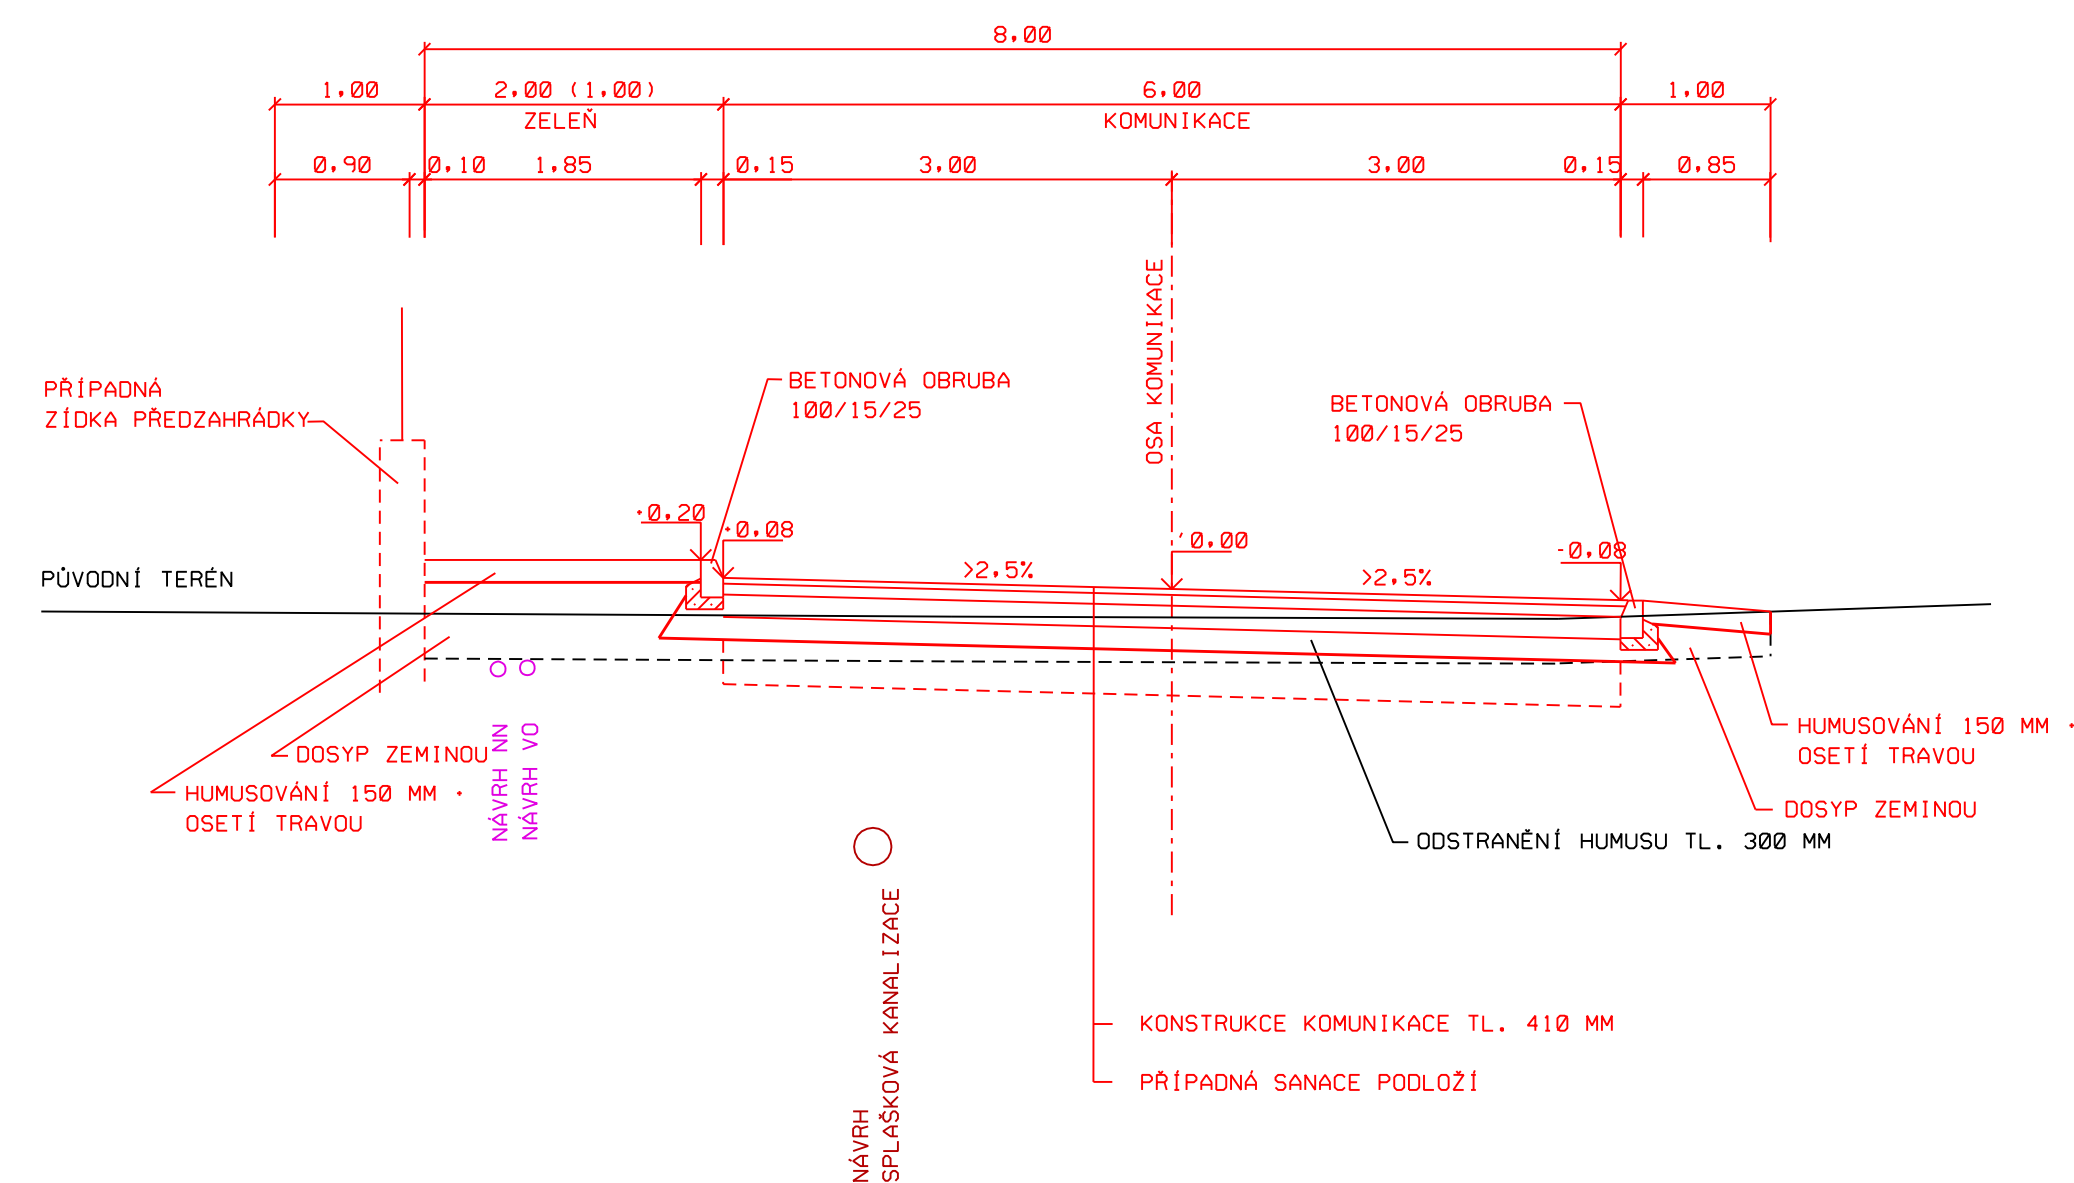 8,00
1,00
2,00 (1,00)
6,00
1,00
ZELEŇ
KOMUNIKACE
0,90
0,10
1,85
0,15
3,00
3,00
0,15
0,85
OSA KOMUNIKACE
PŘÍPADNÁ
ZÍDKA PŘEDZAHRÁDKY
BETONOVÁ OBRUBA
100/15/25
BETONOVÁ OBRUBA
100/15/25
+0,20
+0,08
0,00
-0,08
>2,5%
>2,5%
PŮVODNÍ TERÉN
DOSYP ZEMINOU
HUMUSOVÁNÍ 150 MM +
OSETÍ TRAVOU
NÁVRH NN
NÁVRH VO
HUMUSOVÁNÍ 150 MM +
OSETÍ TRAVOU
DOSYP ZEMINOU
ODSTRANĚNÍ HUMUSU TL. 300 MM
NÁVRH
SPLAŠKOVÁ KANALIZACE
KONSTRUKCE KOMUNIKACE TL. 410 MM
PŘÍPADNÁ SANACE PODLOŽÍ